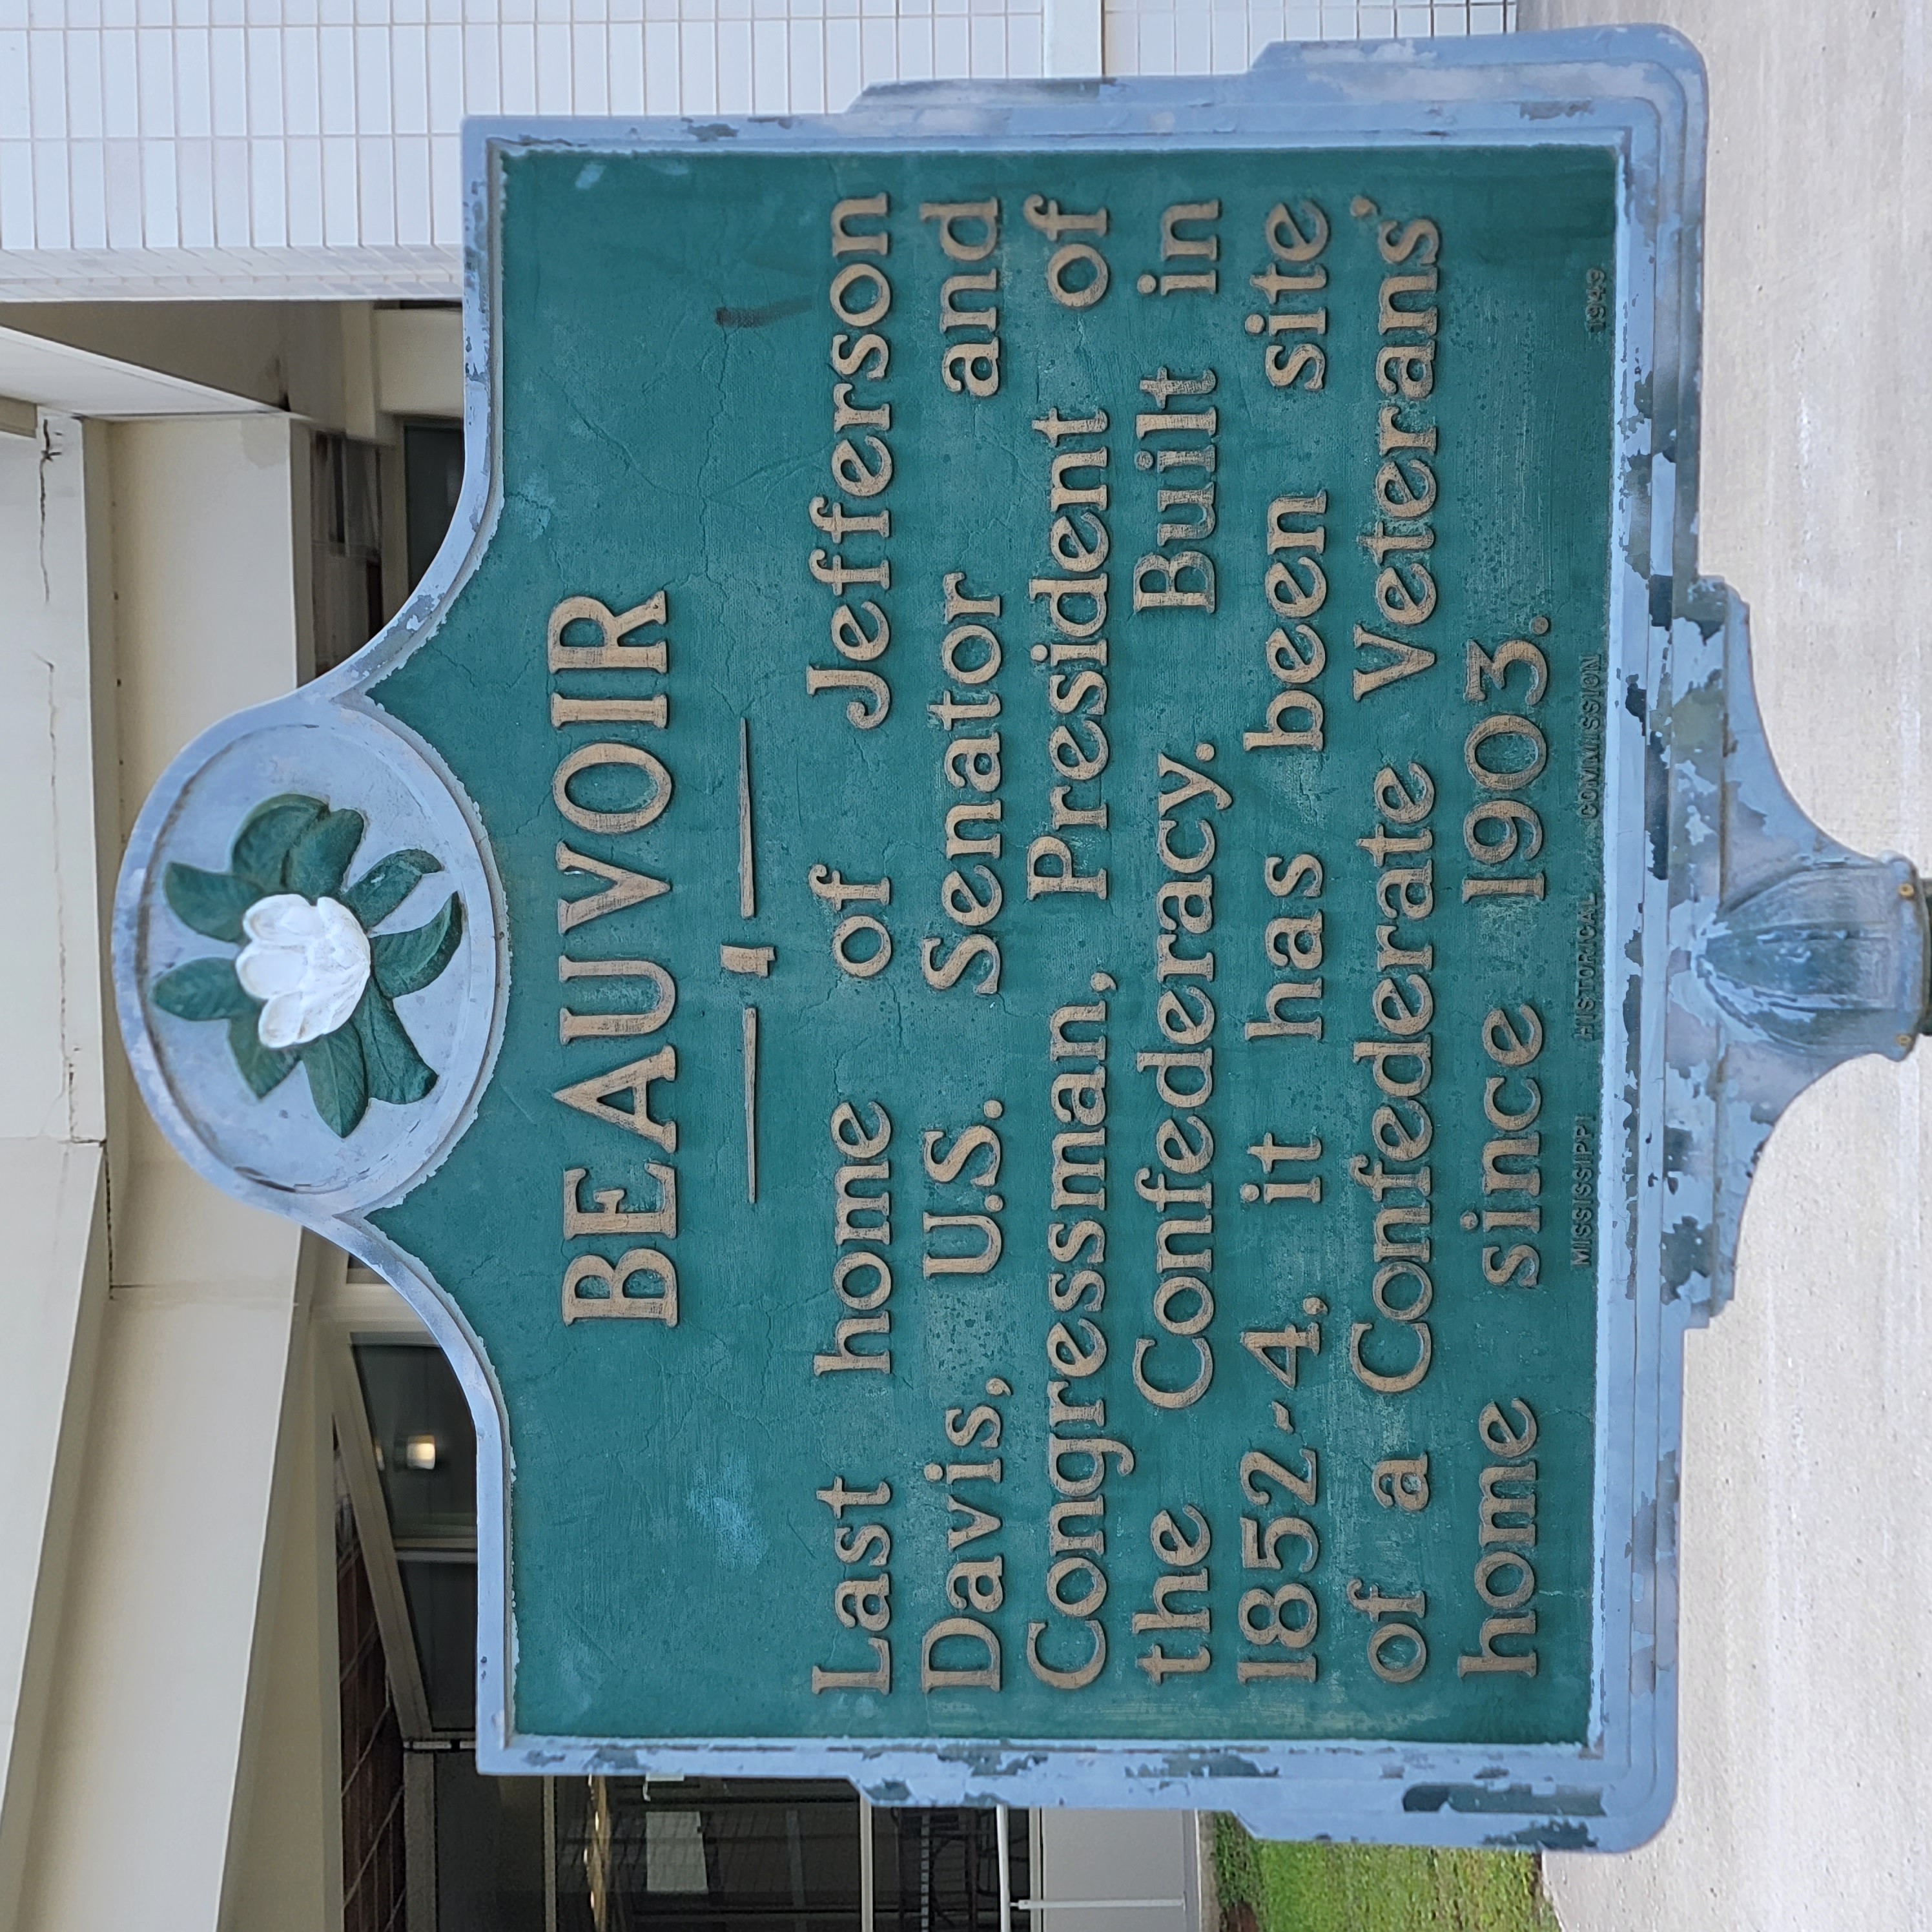 BEAUVOIR
Last home of Jefferson
Davis, U.S. Senator and
Congressman, President of
the Confederacy. Built in
1852-4, it has been site
of a Confederate Veterans'
home since 1903.
MISSISSIPPI HISTORICAL COMMISSION 1949